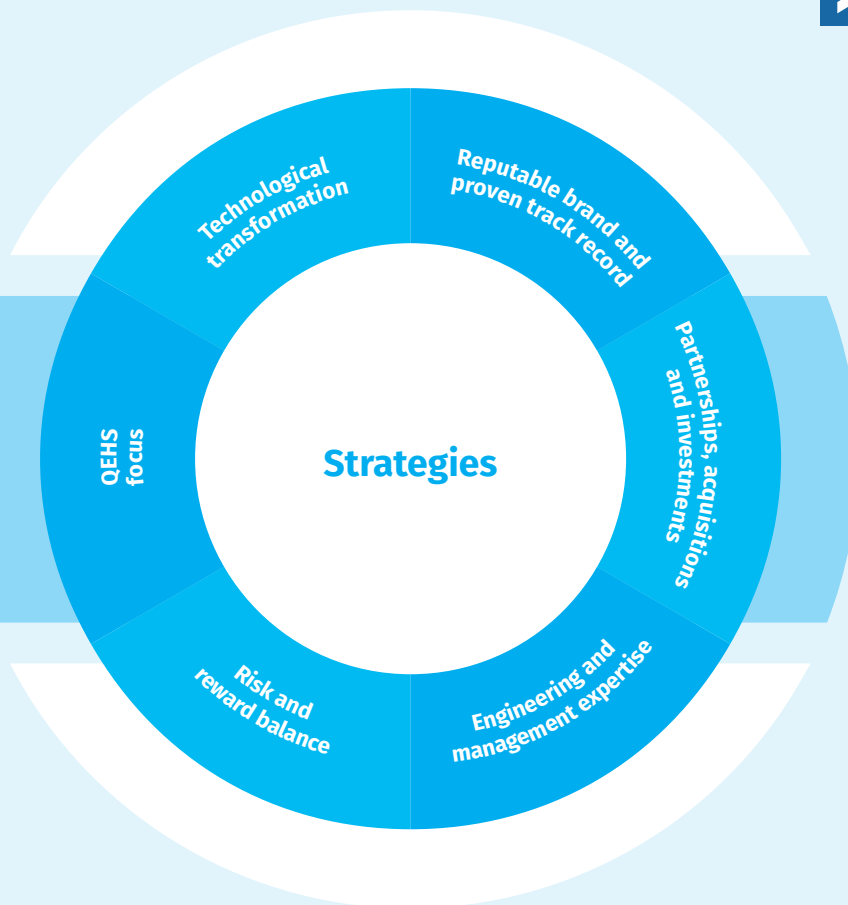 Technological
transformation
Reputable brand and
proven track record
Partnerships, acquisitions
and investments
Engineering and
management expertise
Risk and
reward balance
QEHS
focus
Strategies